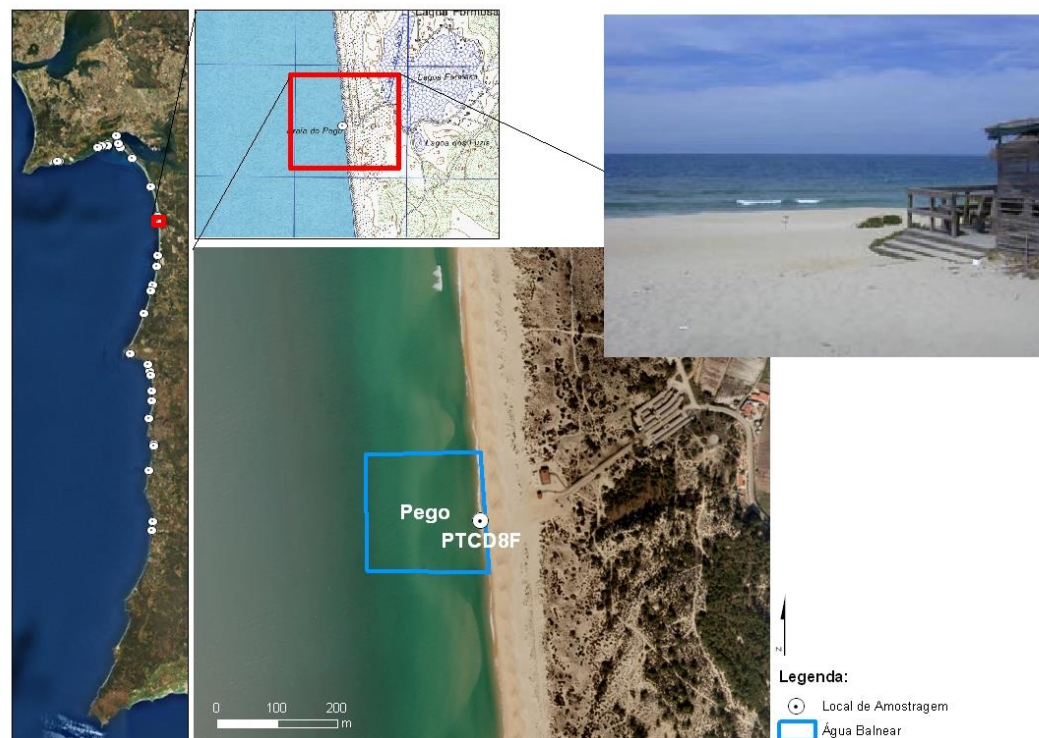 Lagoa Formosa
Lagoa Formosa
Praia do Pego
Lagoa dos Fuzis
Pego
PTCD8F
0 100 200
m
N
Legenda:
Local de Amostragem
Água Balnear